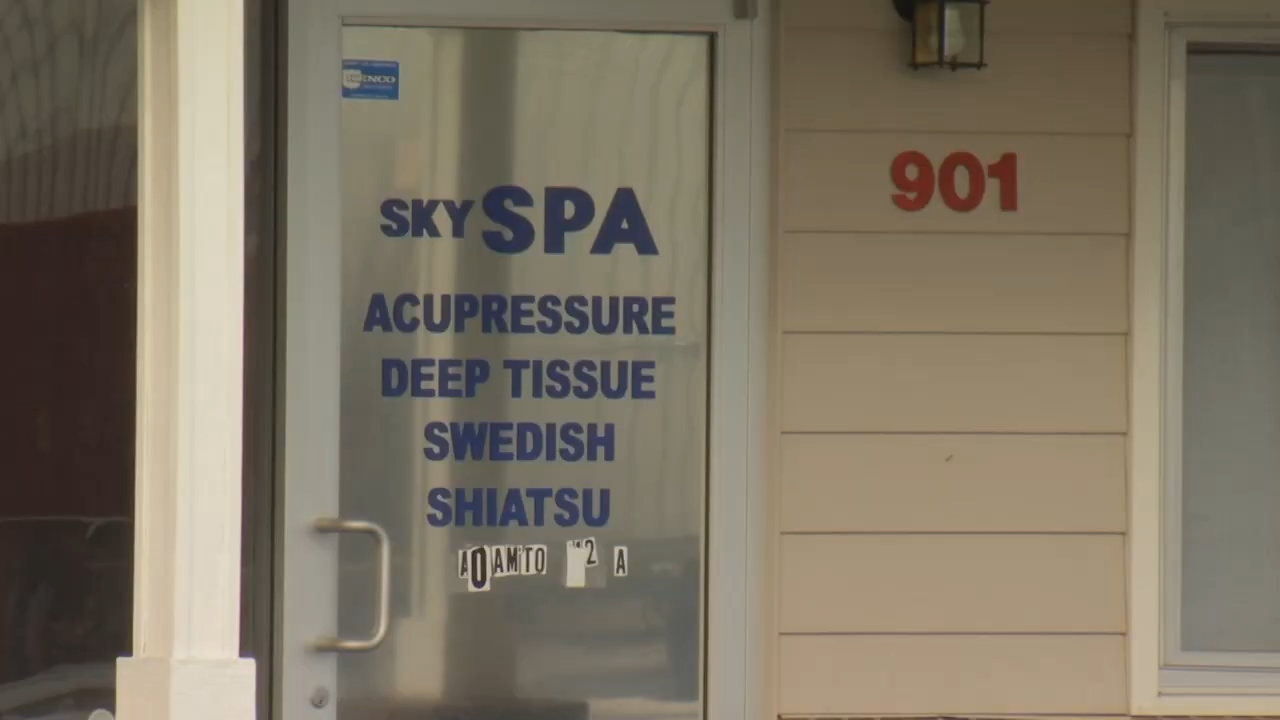 SKY SPA
901
ACUPRESSURE
DEEP TISSUE
SWEDISH
SHIATSU